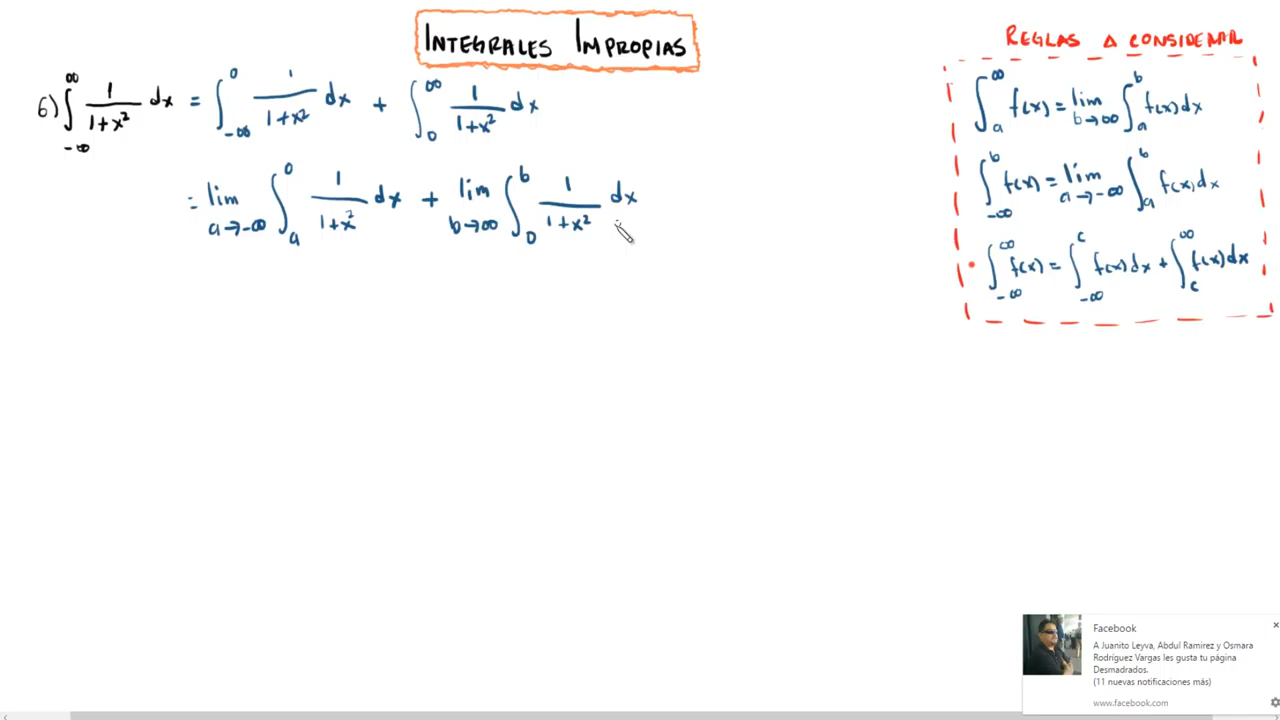 INTEGRALES IMPROPIAS
6) ∫_{-∞}^{∞} 1/(1+x²) dx = ∫_{-∞}^{0} 1/(1+x²) dx + ∫_{0}^{∞} 1/(1+x²) dx
= lim_{a→-∞} ∫_{a}^{0} 1/(1+x²) dx + lim_{b→∞} ∫_{0}^{b} 1/(1+x²) dx
REGLAS A CONSIDERAR
∫_{a}^{∞} f(x) = lim_{b→∞} ∫_{a}^{b} f(x)dx
∫_{-∞}^{b} f(x) = lim_{a→-∞} ∫_{a}^{b} f(x)dx
• ∫_{-∞}^{∞} f(x) = ∫_{-∞}^{c} f(x)dx + ∫_{c}^{∞} f(x)dx
Facebook
A Juanito Leyva, Abdul Ramirez y Osmara
Rodríguez Vargas les gusta tu página
Desmadrados.
(11 nuevas notificaciones más)
www.facebook.com